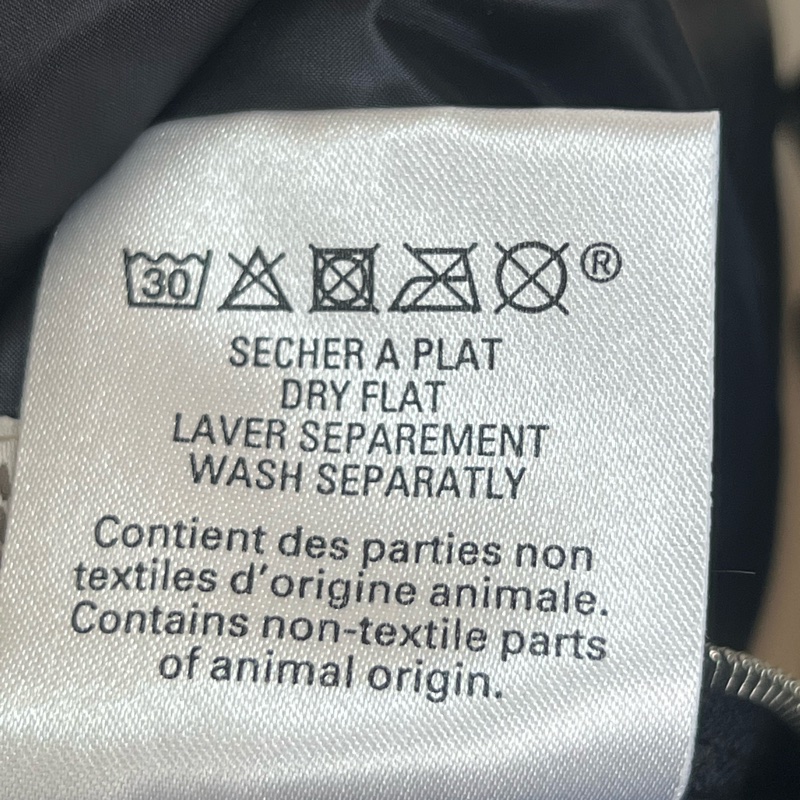 30 ®
SECHER A PLAT
DRY FLAT
LAVER SEPAREMENT
WASH SEPARATLY
Contient des parties non
textiles d'origine animale.
Contains non-textile parts
of animal origin.